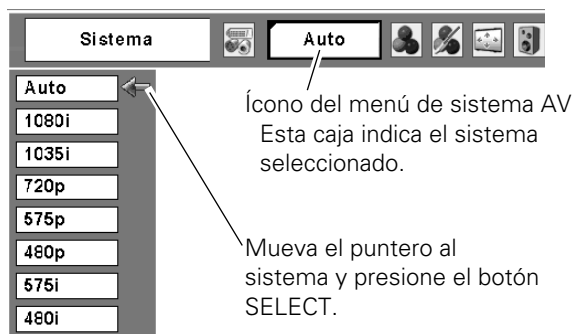 Sistema
Auto
Auto
1080i
1035i
720p
575p
480p
575i
480i
Ícono del menú de sistema AV
Esta caja indica el sistema
seleccionado.
Mueva el puntero al
sistema y presione el botón
SELECT.